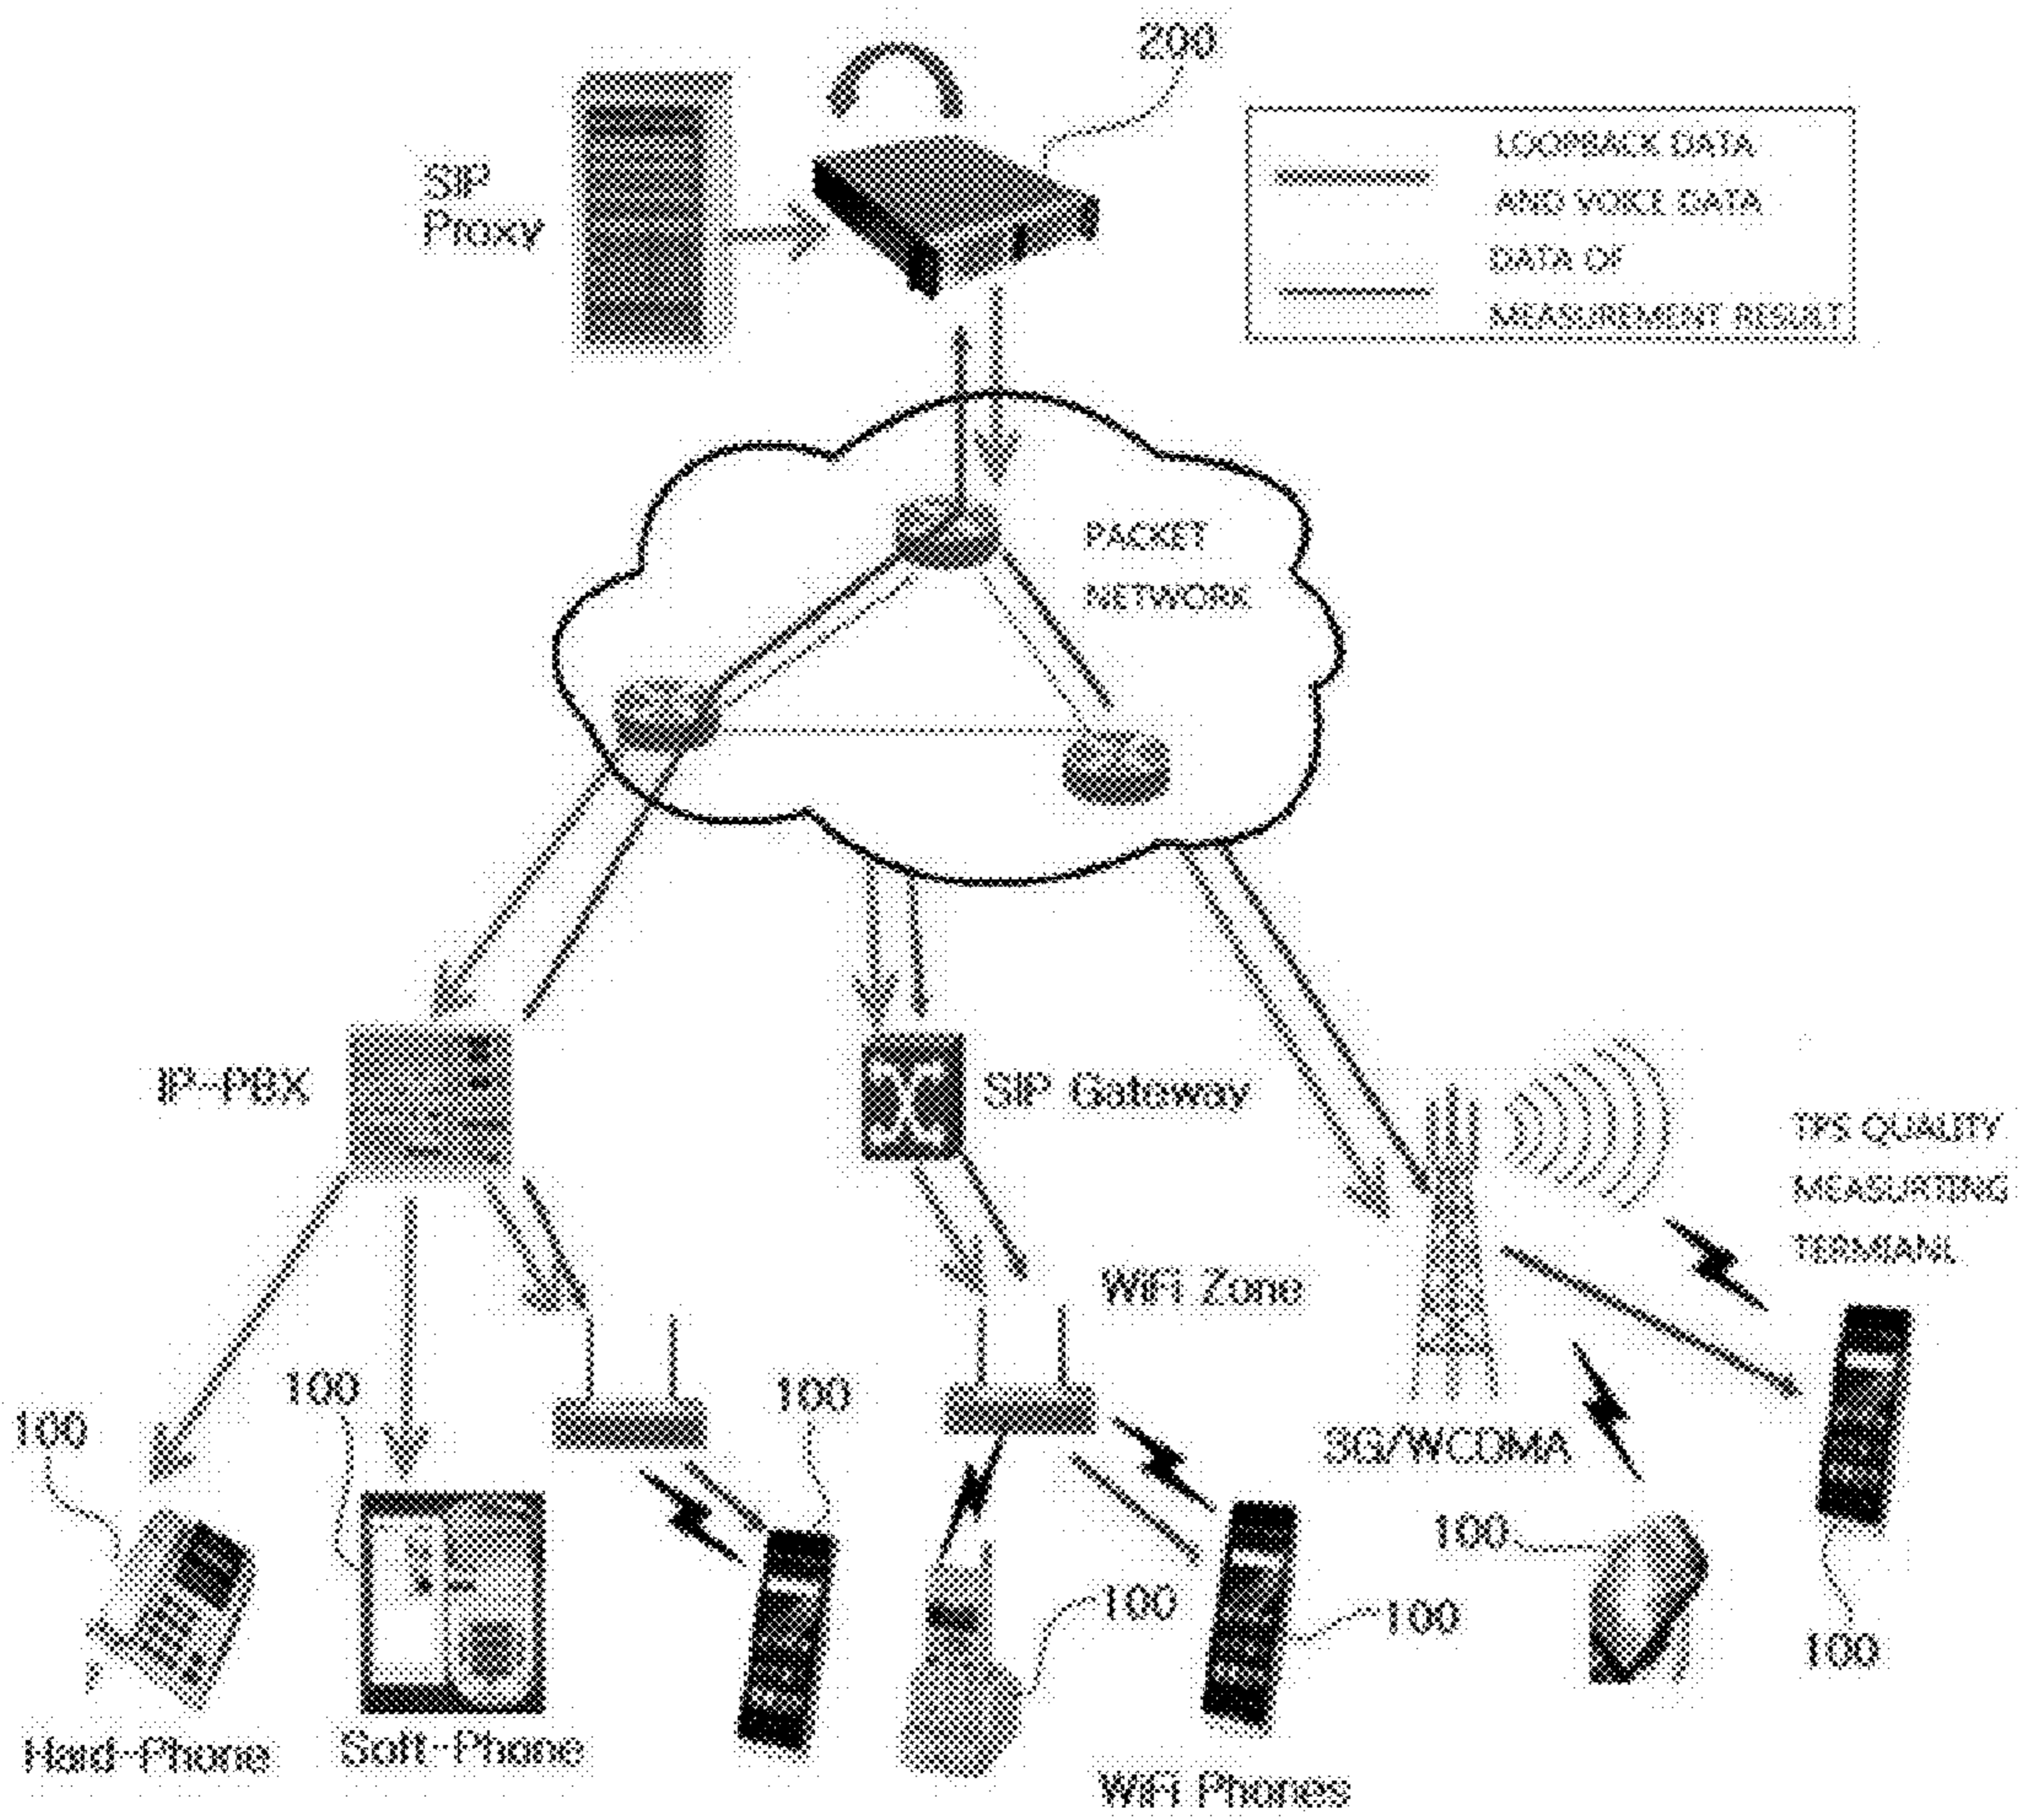 200
SIP
Proxy
LOOPBACK DATA
AND VOICE DATA
DATA OF
MEASUREMENT RESULT
PACKET
NETWORK
IP-PBX
SIP Gateway
TPS QUALITY
MEASURTING
TERMIANL
WiFi Zone
100
100
100
3G/WCDMA
100
100
100
100
Hard-Phone
Soft-Phone
WiFi Phones